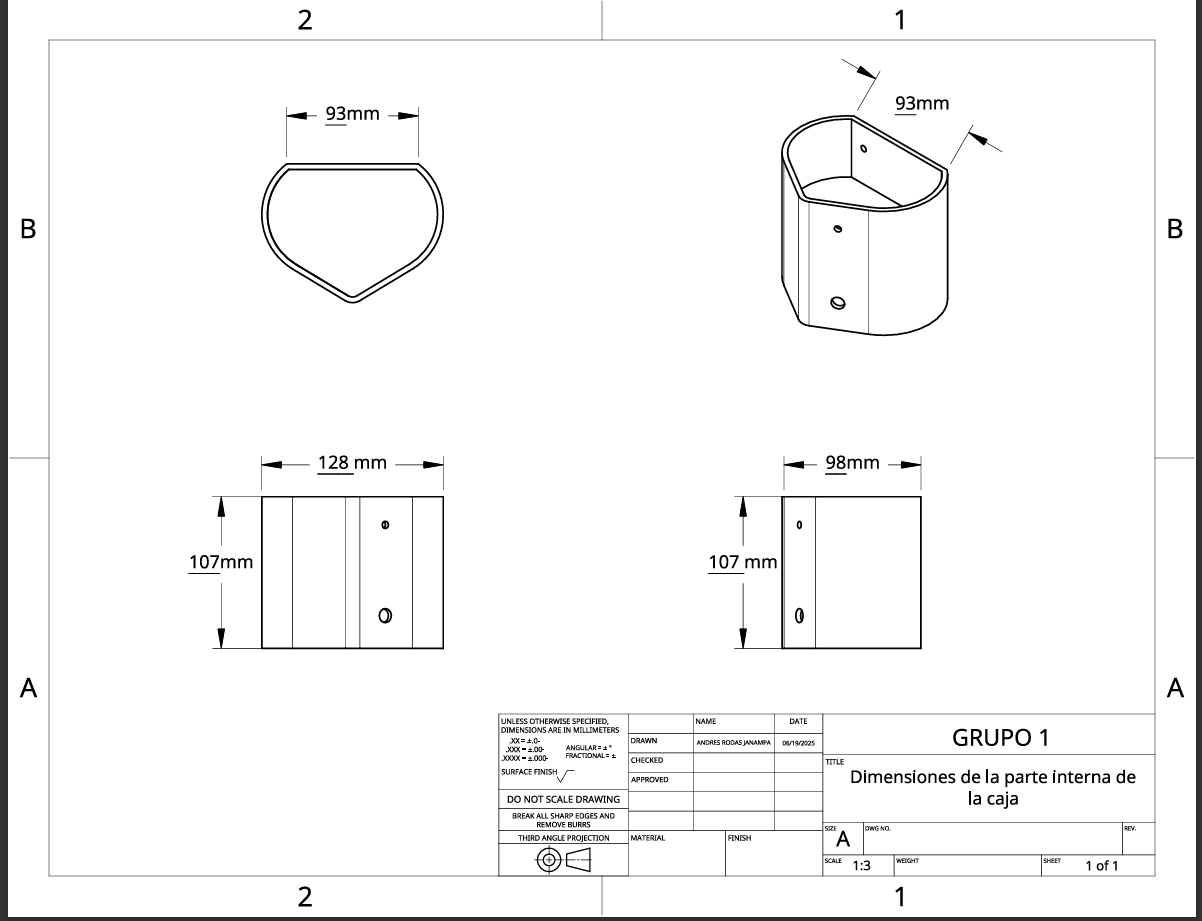 2
1
93mm
93mm
B
B
128 mm
98mm
107mm
107 mm
A
A
UNLESS OTHERWISE SPECIFIED,
DIMENSIONS ARE IN MILLIMETERS
.XX = ±.0-
.XXX = ±.00-
.XXXX = ±.000-
ANGULAR = ± °
FRACTIONAL = ±
SURFACE FINISH
DO NOT SCALE DRAWING
BREAK ALL SHARP EDGES AND
REMOVE BURRS
THIRD ANGLE PROJECTION
NAME
DATE
DRAWN
ANDRES RODAS JANAMPA
06/19/2025
CHECKED
APPROVED
MATERIAL
FINISH
GRUPO 1
TITLE
Dimensiones de la parte interna de
la caja
SIZE
A
DWG NO.
REV.
SCALE
1:3
WEIGHT
SHEET
1 of 1
2
1